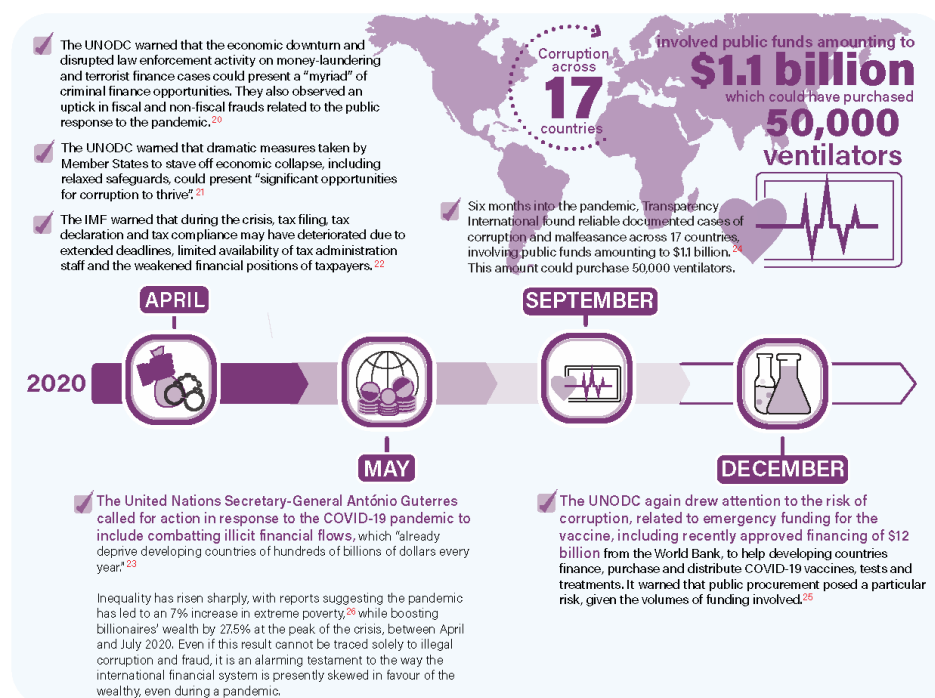 The UNODC warned that the economic downturn and
disrupted law enforcement activity on money-laundering
and terrorist finance cases could present a “myriad” of
criminal finance opportunities. They also observed an
uptick in fiscal and non-fiscal frauds related to the public
response to the pandemic.20
The UNODC warned that dramatic measures taken by
Member States to stave off economic collapse, including
relaxed safeguards, could present “significant opportunities
for corruption to thrive”.21
The IMF warned that during the crisis, tax filing, tax
declaration and tax compliance may have deteriorated due to
extended deadlines, limited availability of tax administration
staff and the weakened financial positions of taxpayers.22
Corruption
across
17
countries
involved public funds amounting to
$1.1 billion
which could have purchased
50,000
ventilators
Six months into the pandemic, Transparency
International found reliable documented cases of
corruption and malfeasance across 17 countries,
involving public funds amounting to $1.1 billion.24
This amount could purchase 50,000 ventilators.
APRIL
SEPTEMBER
2020
MAY
DECEMBER
The United Nations Secretary-General António Guterres
called for action in response to the COVID-19 pandemic to
include combatting illicit financial flows, which “already
deprive developing countries of hundreds of billions of dollars every
year.”23
Inequality has risen sharply, with reports suggesting the pandemic
has led to an 7% increase in extreme poverty,26 while boosting
billionaires’ wealth by 27.5% at the peak of the crisis, between April
and July 2020. Even if this result cannot be traced solely to illegal
corruption and fraud, it is an alarming testament to the way the
international financial system is presently skewed in favour of the
wealthy, even during a pandemic.
The UNODC again drew attention to the risk of
corruption, related to emergency funding for the
vaccine, including recently approved financing of $12
billion from the World Bank, to help developing countries
finance, purchase and distribute COVID-19 vaccines, tests and
treatments. It warned that public procurement posed a particular
risk, given the volumes of funding involved.25